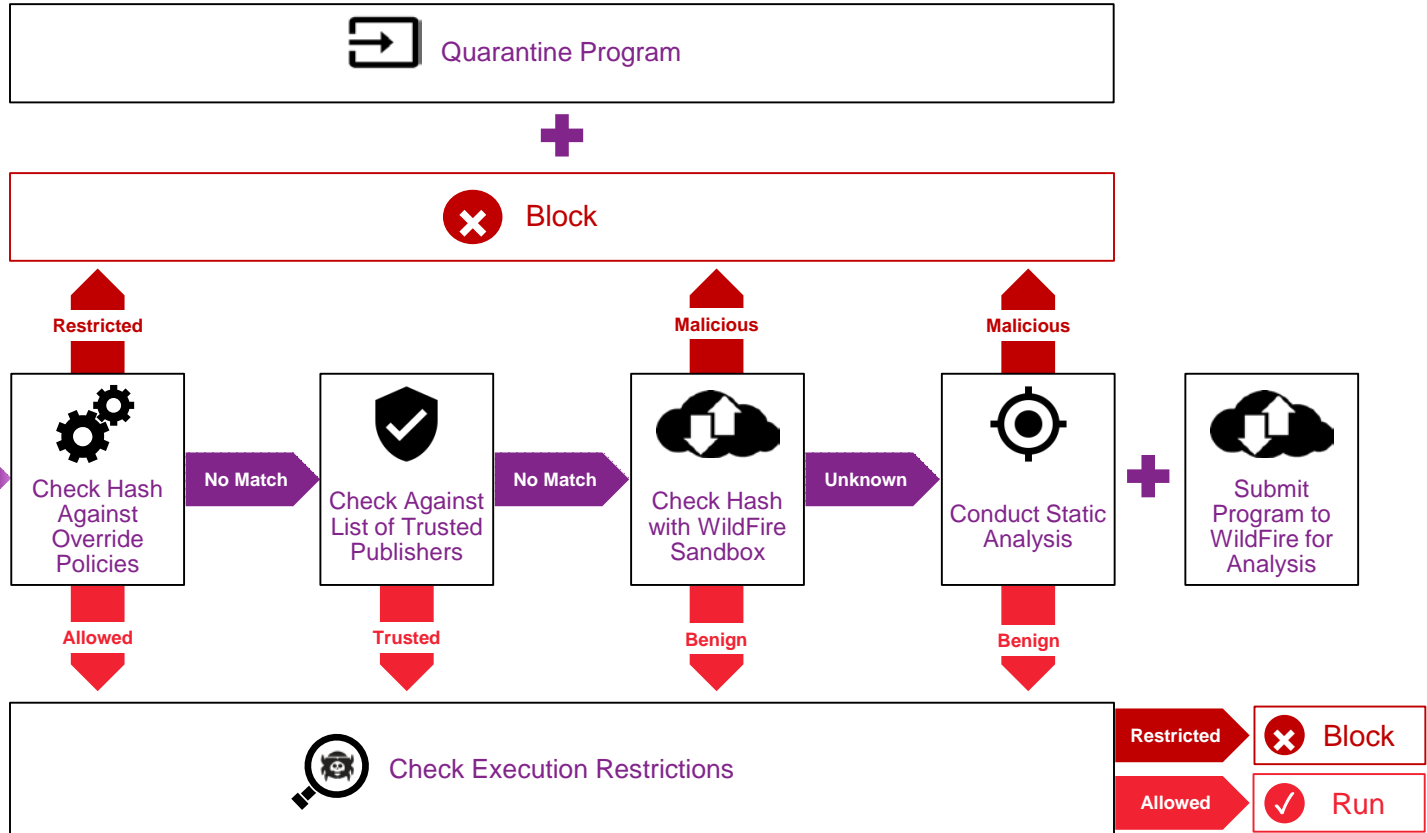 Quarantine Program
Block
Restricted
Malicious
Malicious
Check Hash
Against
Override
Policies
No Match
Check Against
List of Trusted
Publishers
No Match
Check Hash
with WildFire
Sandbox
Unknown
Conduct Static
Analysis
Submit
Program to
WildFire for
Analysis
Allowed
Trusted
Benign
Benign
Check Execution Restrictions
Restricted
Block
Allowed
Run